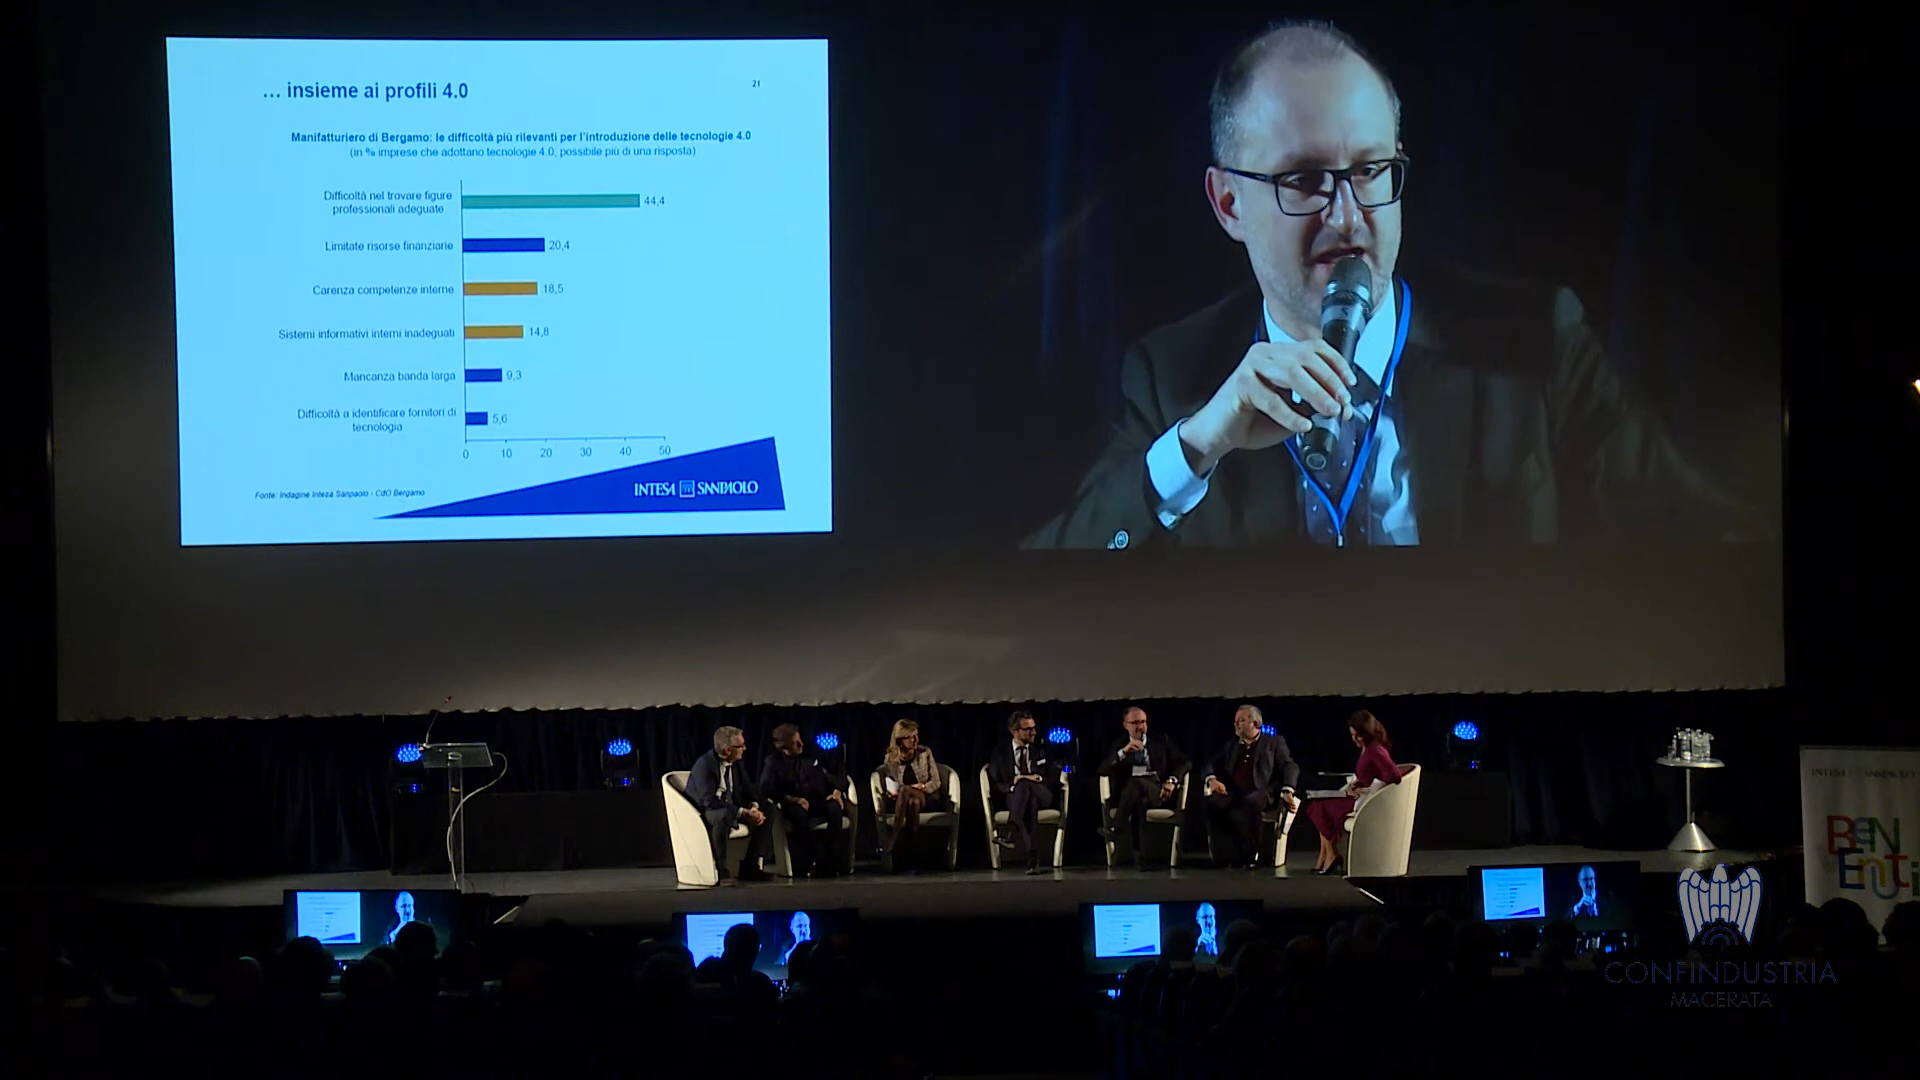 … insieme ai profili 4.0
21
Manifatturiero di Bergamo: le difficoltà più rilevanti per l'introduzione delle tecnologie 4.0
(in % imprese che adottano tecnologie 4.0, possibile più di una risposta)
Difficoltà nel trovare figure
professionali adeguate
44,4
Limitate risorse finanziarie
20,4
Carenza competenze interne
18,5
Sistemi informativi interni inadeguati
14,8
Mancanza banda larga
9,3
Difficoltà a identificare fornitori di
tecnologia
5,6
0 10 20 30 40 50
Fonte: Indagine Intesa Sanpaolo - CdO Bergamo
INTESA SANPAOLO
INTESA SANPAOLO
BeN
ENuti
CONFINDUSTRIA
MACERATA